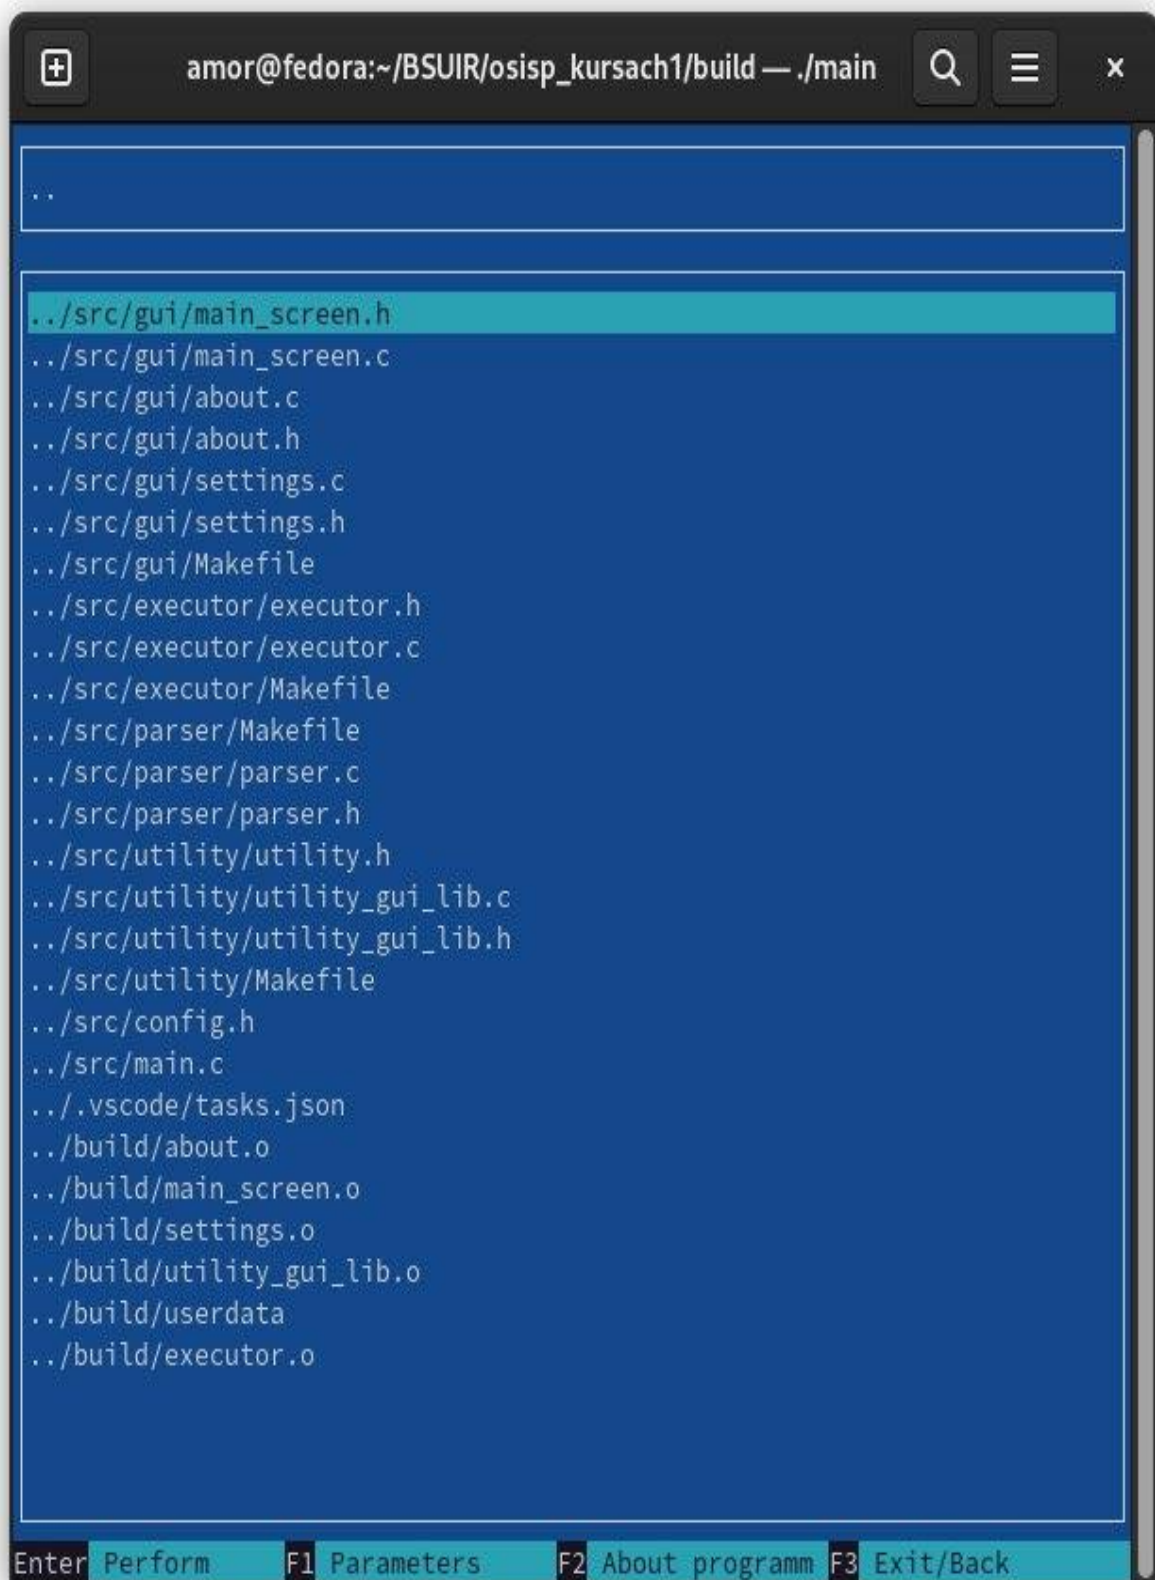 amor@fedora:~/BSUIR/osisp_kursach1/build — ./main
..
../src/gui/main_screen.h
../src/gui/main_screen.c
../src/gui/about.c
../src/gui/about.h
../src/gui/settings.c
../src/gui/settings.h
../src/gui/Makefile
../src/executor/executor.h
../src/executor/executor.c
../src/executor/Makefile
../src/parser/Makefile
../src/parser/parser.c
../src/parser/parser.h
../src/utility/utility.h
../src/utility/utility_gui_lib.c
../src/utility/utility_gui_lib.h
../src/utility/Makefile
../src/config.h
../src/main.c
../.vscode/tasks.json
../build/about.o
../build/main_screen.o
../build/settings.o
../build/utility_gui_lib.o
../build/userdata
../build/executor.o
Enter Perform F1 Parameters F2 About programm F3 Exit/Back